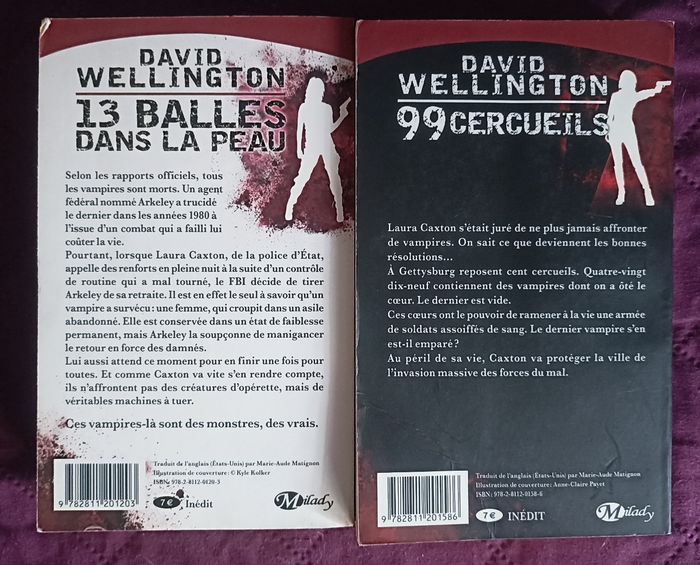 DAVID
WELLINGTON
13 BALLES
DANS LA PEAU
Selon les rapports officiels, tous
les vampires sont morts. Un agent
fédéral nommé Arkeley a trucidé
le dernier dans les années 1980 à
l'issue d'un combat qui a failli lui
coûter la vie.
Pourtant, lorsque Laura Caxton, de la police d'État,
appelle des renforts en pleine nuit à la suite d'un contrôle
de routine qui a mal tourné, le FBI décide de tirer
Arkeley de sa retraite. Il est en effet le seul à savoir qu'un
vampire a survécu : une femme, qui croupit dans un asile
abandonné. Elle est conservée dans un état de faiblesse
permanent, mais Arkeley la soupçonne de manigancer
le retour en force des damnés.
Lui aussi attend ce moment pour en finir une fois pour
toutes. Et comme Caxton va vite s'en rendre compte,
ils n'affrontent pas des créatures d'opérette, mais de
véritables machines à tuer.
Ces vampires-là sont des monstres, des vrais.
Traduit de l'anglais (États-Unis) par Marie-Aude Matignon
Illustration de couverture : © Kyle Kolker
ISBN: 978-2-8112-0120-3
9 782811 201203
7 €
Inédit
Milady
DAVID
WELLINGTON
99 CERCUEILS
Laura Caxton s'était juré de ne plus jamais affronter
de vampires. On sait ce que deviennent les bonnes
résolutions...
À Gettysburg reposent cent cercueils. Quatre-vingt
dix-neuf contiennent des vampires dont on a ôté le
cœur. Le dernier est vide.
Ces cœurs ont le pouvoir de ramener à la vie une armée
de soldats assoiffés de sang. Le dernier vampire s'en
est-il emparé ?
Au péril de sa vie, Caxton va protéger la ville de
l'invasion massive des forces du mal.
Traduit de l'anglais (États-Unis) par Marie-Aude Matignon
Illustration de couverture : Anne-Claire Payet
ISBN: 978-2-8112-0158-6
9 782811 201586
7 €
INÉDIT
Milady